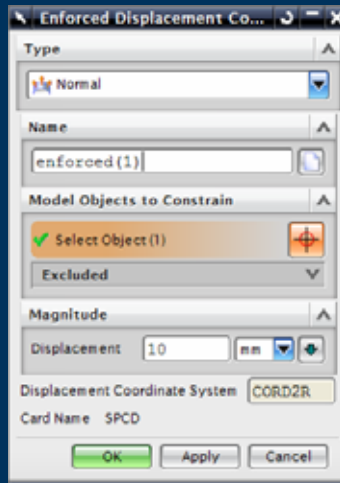 Enforced Displacement Co...
Type
Normal
Name
enforced(1)
Model Objects to Constrain
Select Object (1)
Excluded
Magnitude
Displacement 10 mm
Displacement Coordinate System CORD2R
Card Name SPCD
OK Apply Cancel